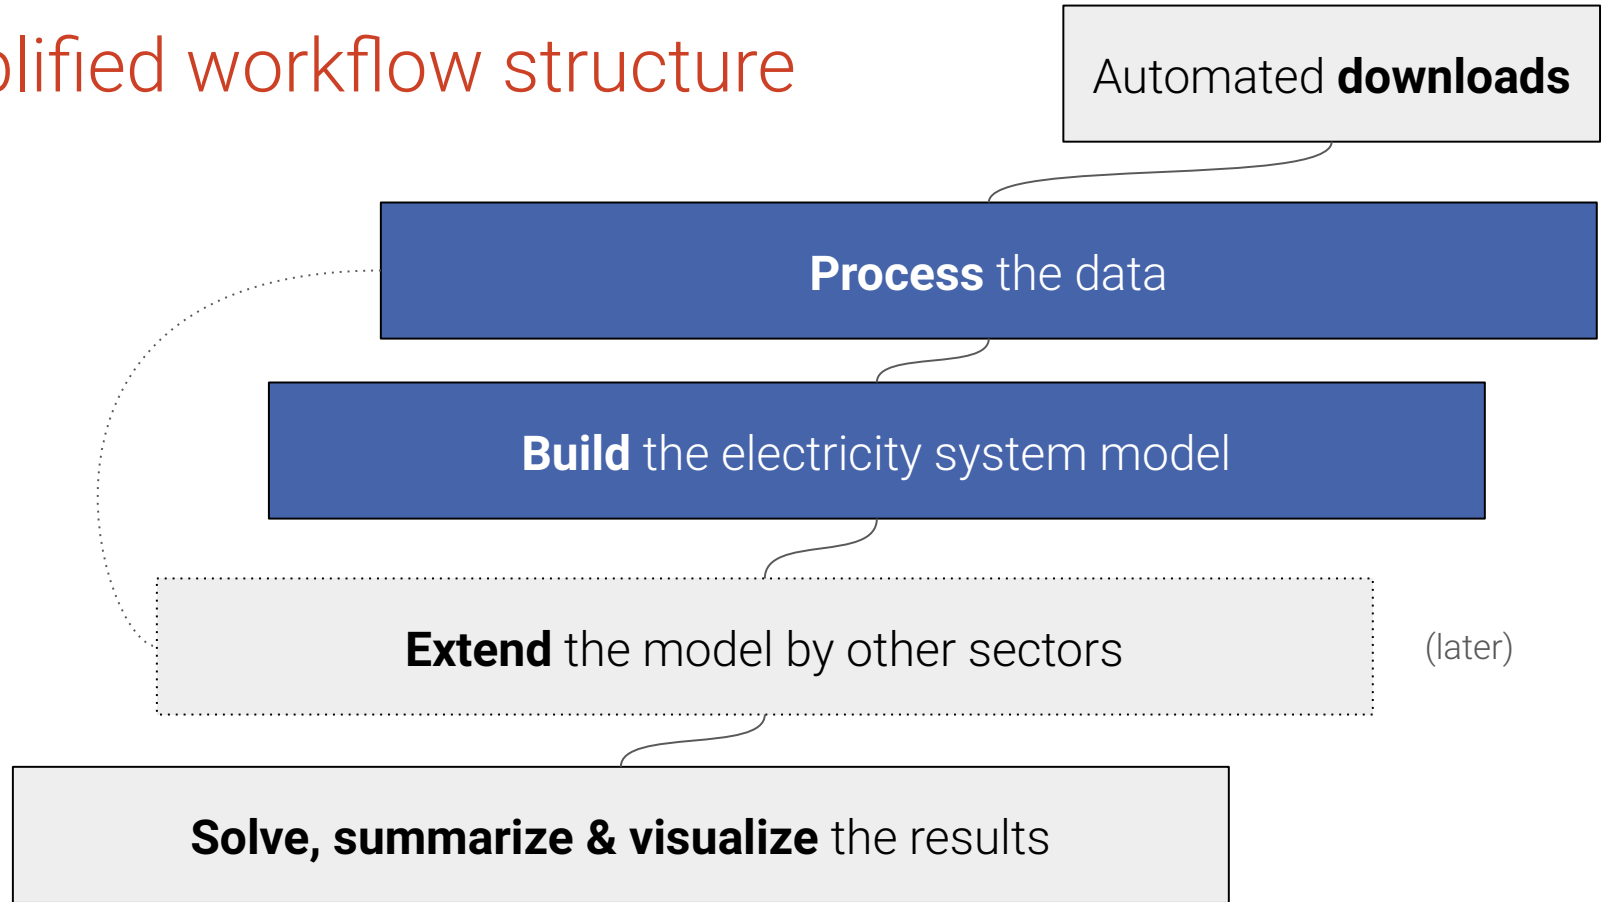 plified workflow structure
Automated downloads
Process the data
Build the electricity system model
Extend the model by other sectors
(later)
Solve, summarize & visualize the results